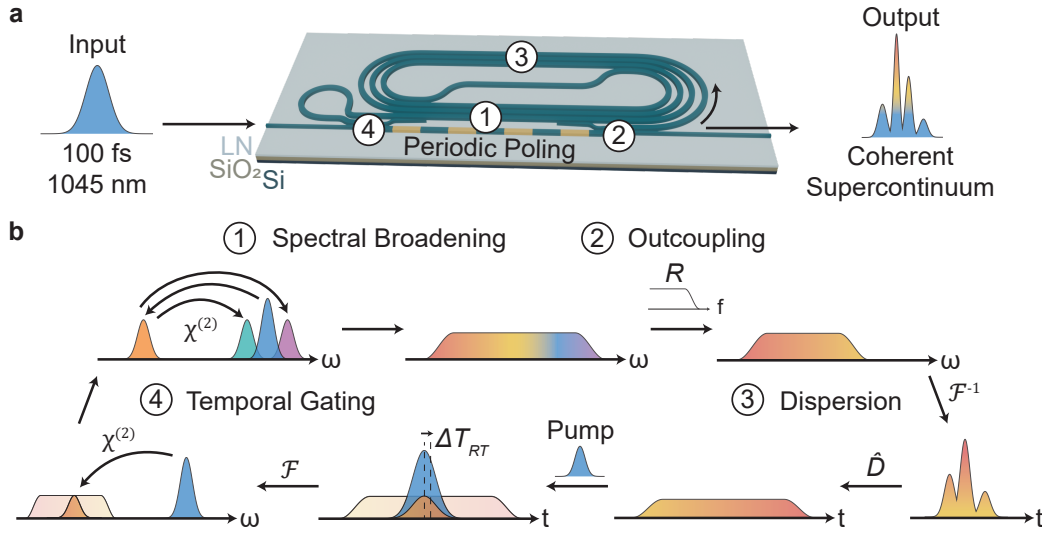 a
Input
100 fs
1045 nm
LN
SiO₂
Si
3
1
4
2
Periodic Poling
Output
Coherent
Supercontinuum
b
1 Spectral Broadening
2 Outcoupling
χ⁽²⁾
ω
ω
R
f
ω
4 Temporal Gating
3 Dispersion
ℱ⁻¹
χ⁽²⁾
ω
ℱ
ΔT_RT
t
Pump
t
D̂
t